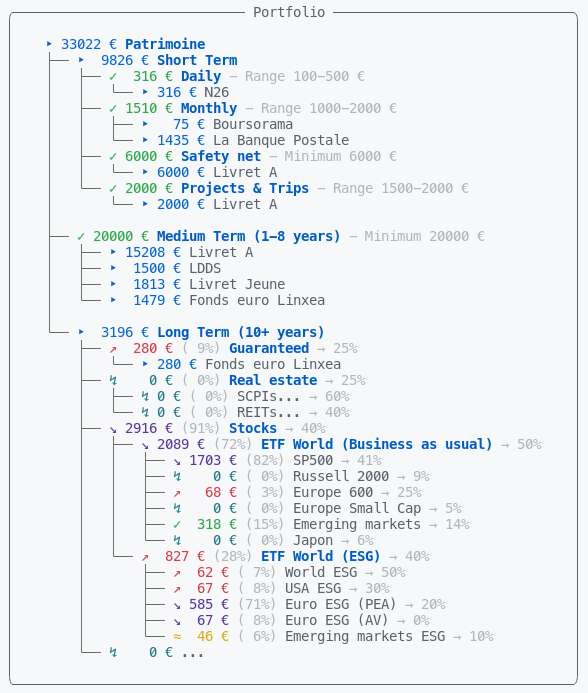 Portfolio
‣ 33022 € Patrimoine
‣ 9826 € Short Term
✓ 316 € Daily − Range 100−500 €
‣ 316 € N26
✓ 1510 € Monthly − Range 1000−2000 €
‣ 75 € Boursorama
‣ 1435 € La Banque Postale
✓ 6000 € Safety net − Minimum 6000 €
‣ 6000 € Livret A
✓ 2000 € Projects & Trips − Range 1500−2000 €
‣ 2000 € Livret A
✓ 20000 € Medium Term (1−8 years) − Minimum 20000 €
‣ 15208 € Livret A
‣ 1500 € LDDS
‣ 1813 € Livret Jeune
‣ 1479 € Fonds euro Linxea
‣ 3196 € Long Term (10+ years)
↗ 280 € ( 9%) Guaranteed → 25%
‣ 280 € Fonds euro Linxea
↯ 0 € ( 0%) Real estate → 25%
↯ 0 € ( 0%) SCPIs... → 60%
↯ 0 € ( 0%) REITs... → 40%
↘ 2916 € (91%) Stocks → 40%
↘ 2089 € (72%) ETF World (Business as usual) → 50%
↘ 1703 € (82%) SP500 → 41%
↯ 0 € ( 0%) Russell 2000 → 9%
↗ 68 € ( 3%) Europe 600 → 25%
↯ 0 € ( 0%) Europe Small Cap → 5%
✓ 318 € (15%) Emerging markets → 14%
↯ 0 € ( 0%) Japon → 6%
↗ 827 € (28%) ETF World (ESG) → 40%
↗ 62 € ( 7%) World ESG → 50%
↗ 67 € ( 8%) USA ESG → 30%
↘ 585 € (71%) Euro ESG (PEA) → 20%
↘ 67 € ( 8%) Euro ESG (AV) → 0%
≈ 46 € ( 6%) Emerging markets ESG → 10%
↯ 0 € ...